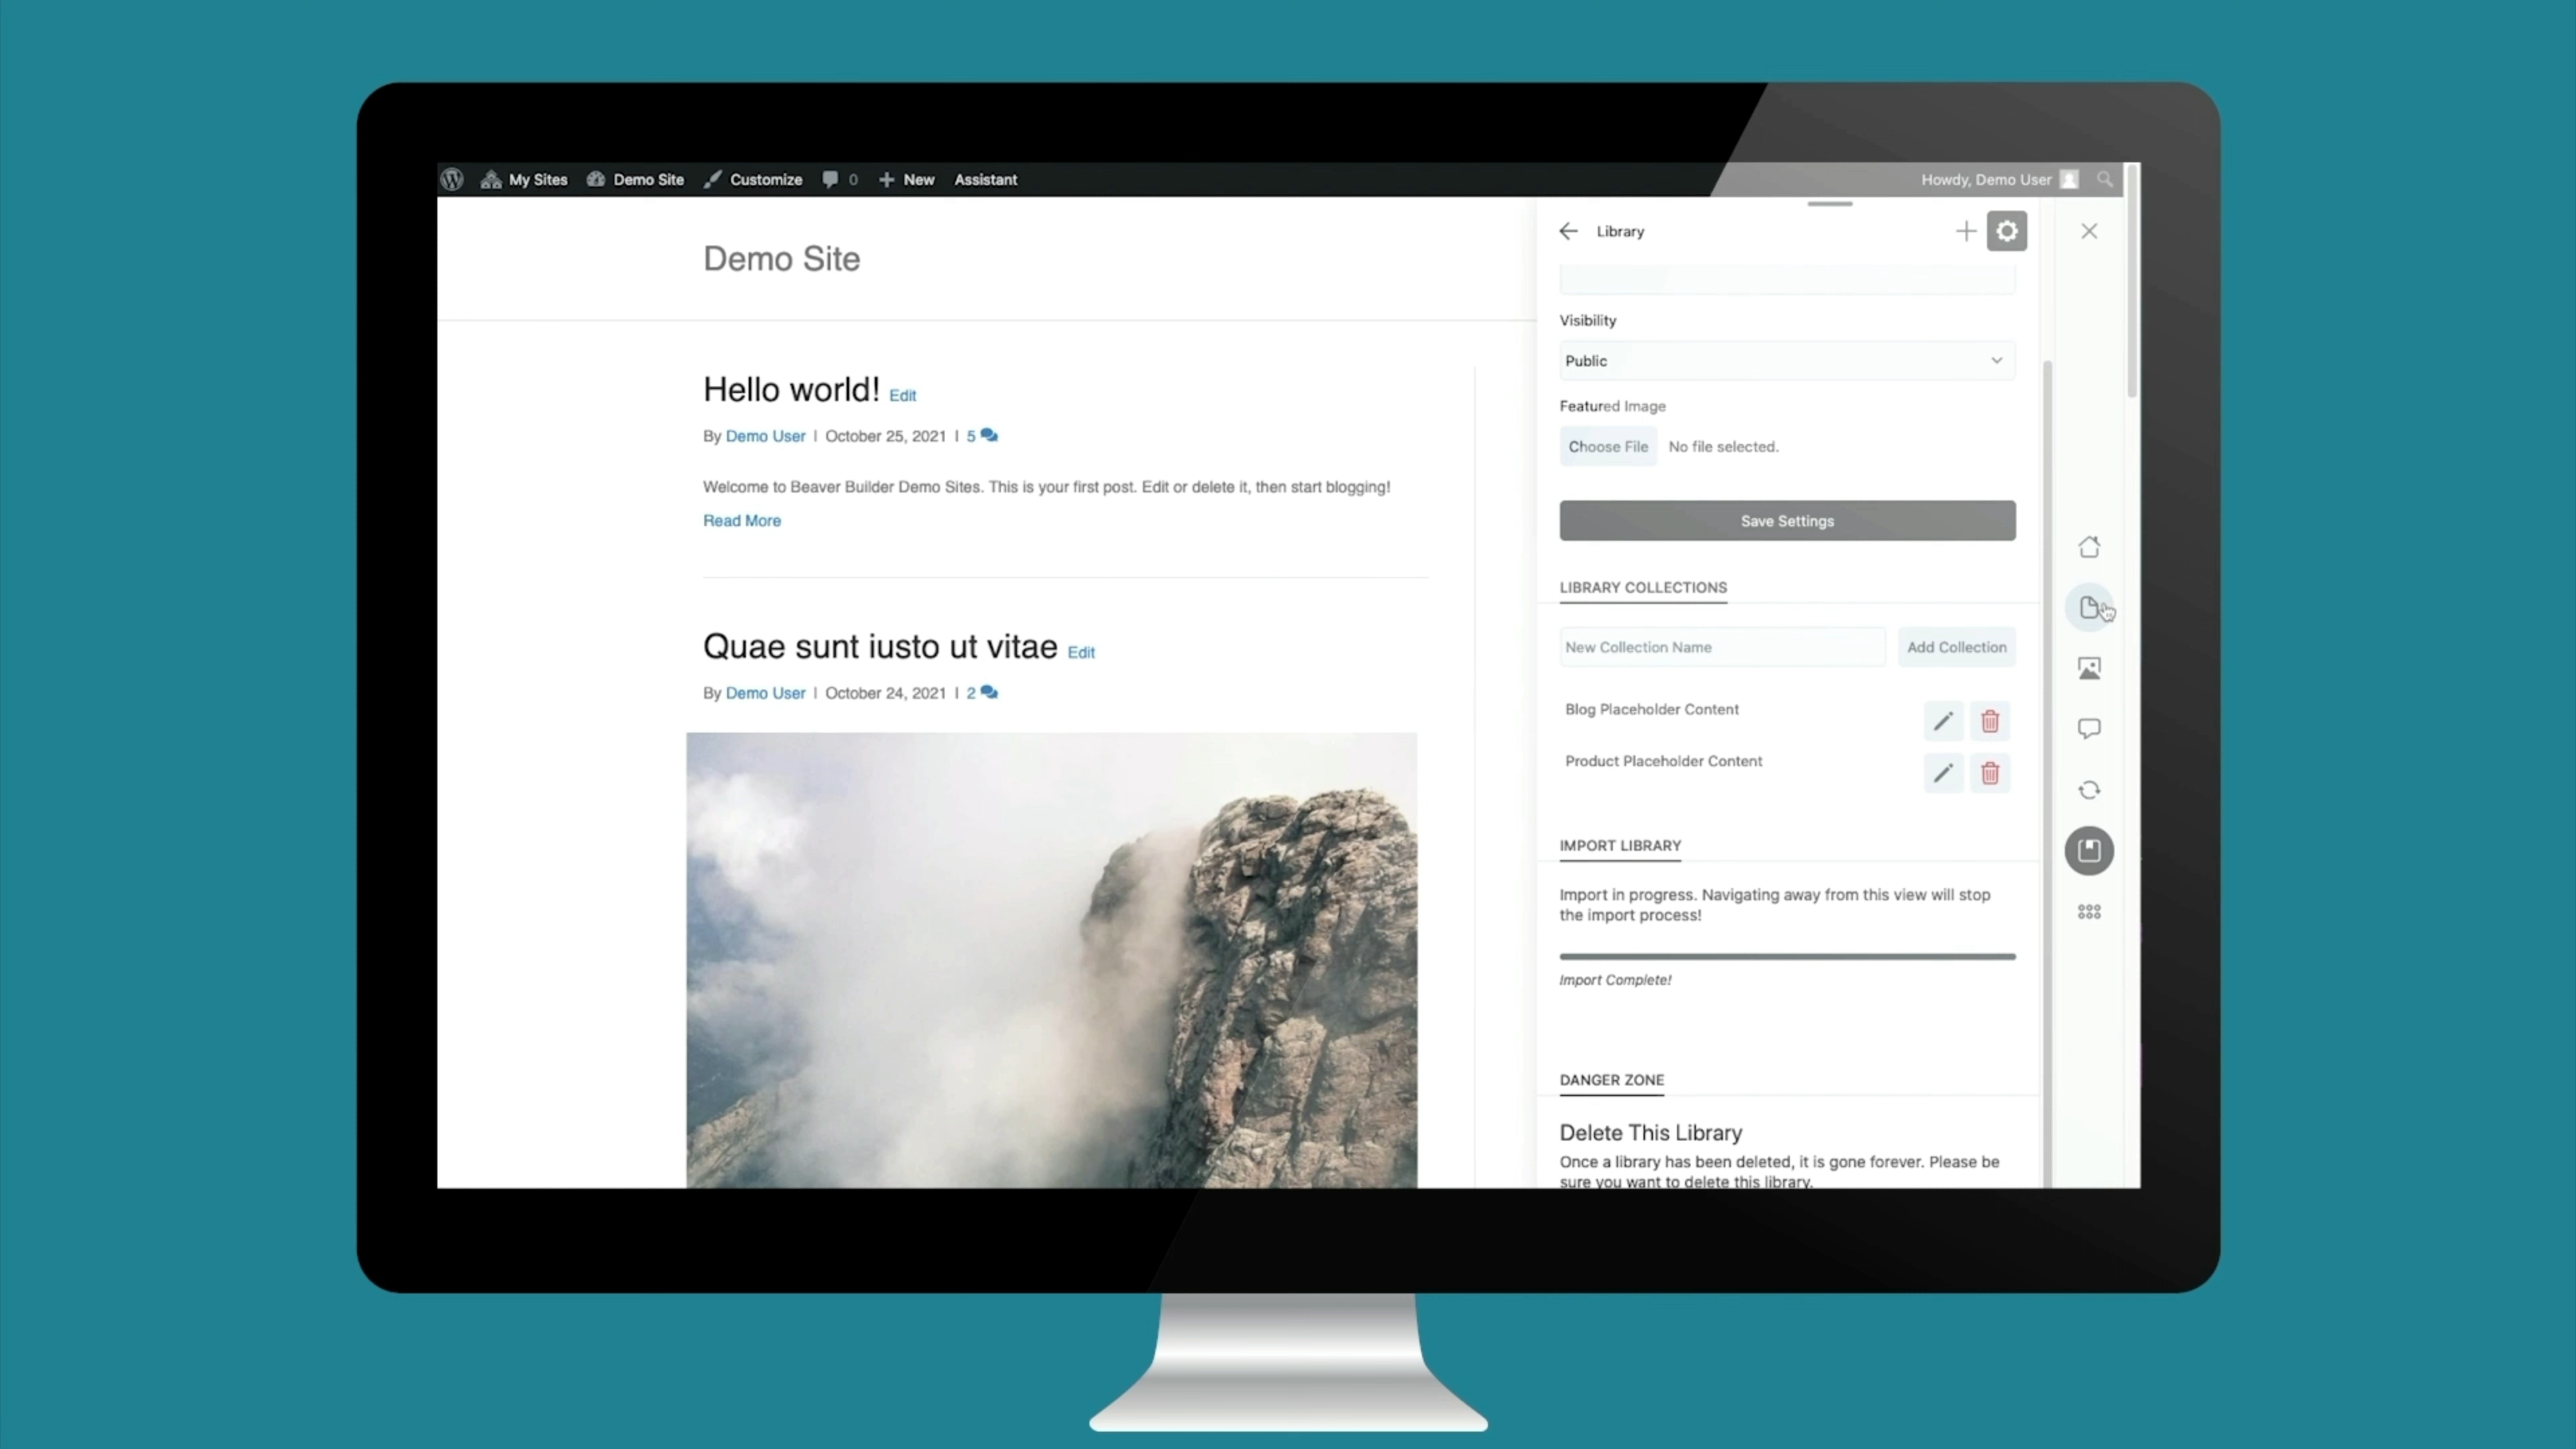 My Sites Demo Site Customize 0 New Assistant Howdy, Demo User
Demo Site
Hello world! Edit
By Demo User | October 25, 2021 | 5
Welcome to Beaver Builder Demo Sites. This is your first post. Edit or delete it, then start blogging!
Read More
Quae sunt iusto ut vitae Edit
By Demo User | October 24, 2021 | 2
Library
Visibility
Public
Featured Image
Choose File No file selected.
Save Settings
LIBRARY COLLECTIONS
New Collection Name Add Collection
Blog Placeholder Content
Product Placeholder Content
IMPORT LIBRARY
Import in progress. Navigating away from this view will stop
the import process!
Import Complete!
DANGER ZONE
Delete This Library
Once a library has been deleted, it is gone forever. Please be
sure you want to delete this library.